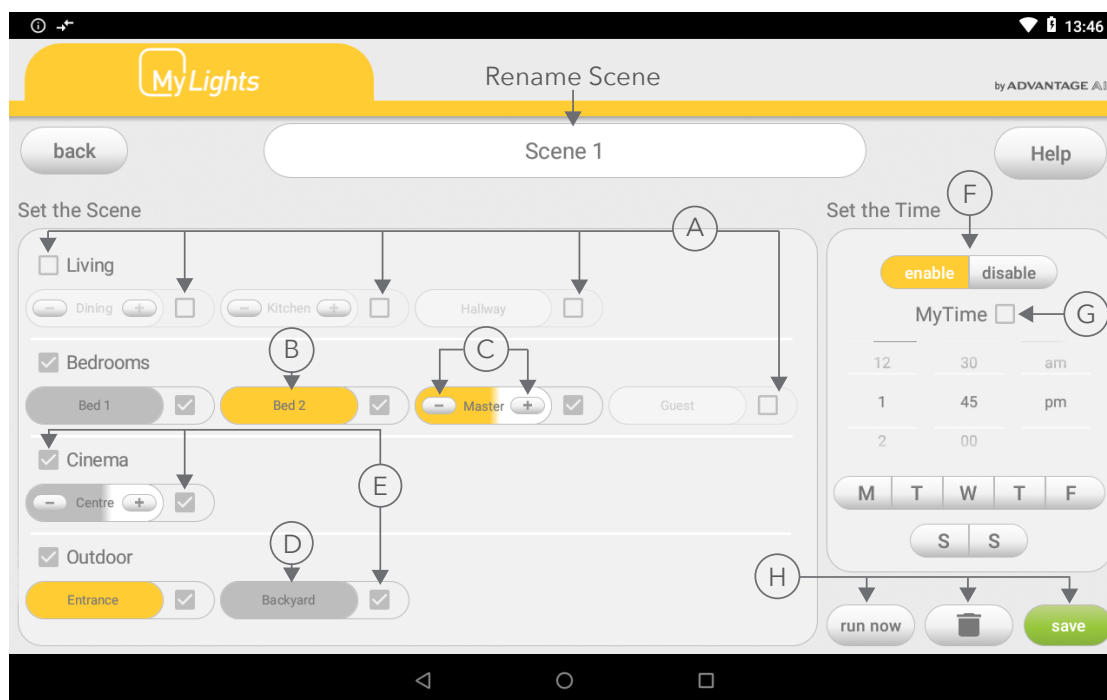 13:46
MyLights
Rename Scene
by ADVANTAGE AI
back
Scene 1
Help
F
Set the Scene
Set the Time
A
Living
enable disable
Dining
Kitchen
Hallway
MyTime
G
B
C
Bedrooms
12 30 am
Bed 1
Bed 2
Master
Guest
1 45 pm
Cinema
2 00
E
Centre
M T W T F
D
Outdoor
S S
H
Entrance
Backyard
run now
save